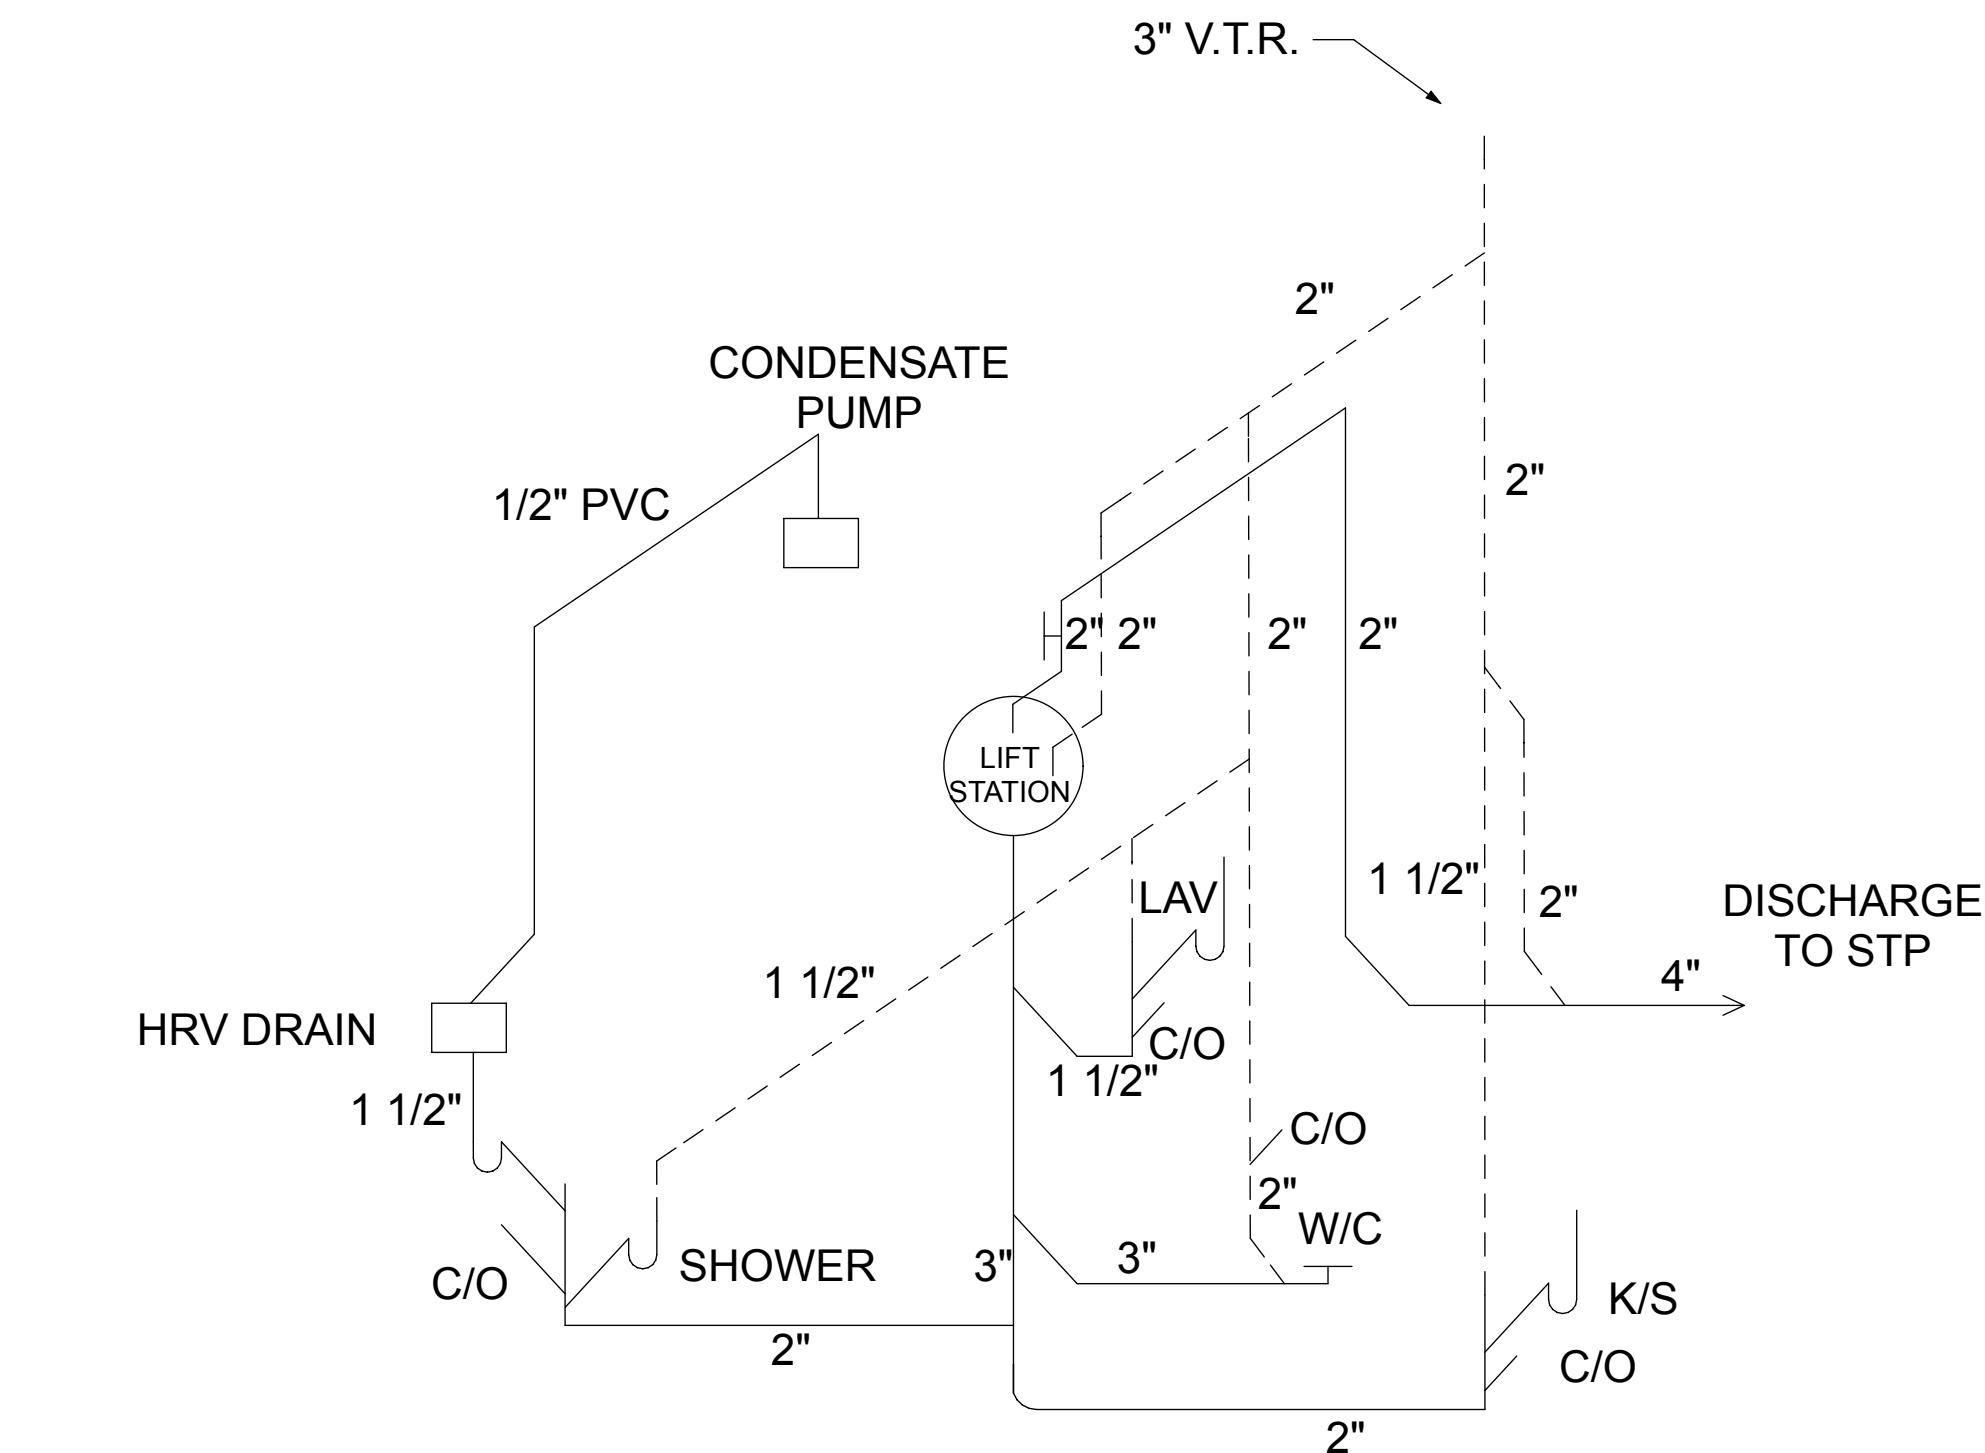 3" V.T.R.
2"
CONDENSATE
PUMP
1/2" PVC
2"
2"
2"
2"
2"
LIFT
STATION
1 1/2"
LAV
2"
DISCHARGE
TO STP
4"
1 1/2"
HRV DRAIN
C/O
1 1/2"
1 1/2"
C/O
2"
W/C
3"
3"
SHOWER
C/O
K/S
2"
C/O
2"